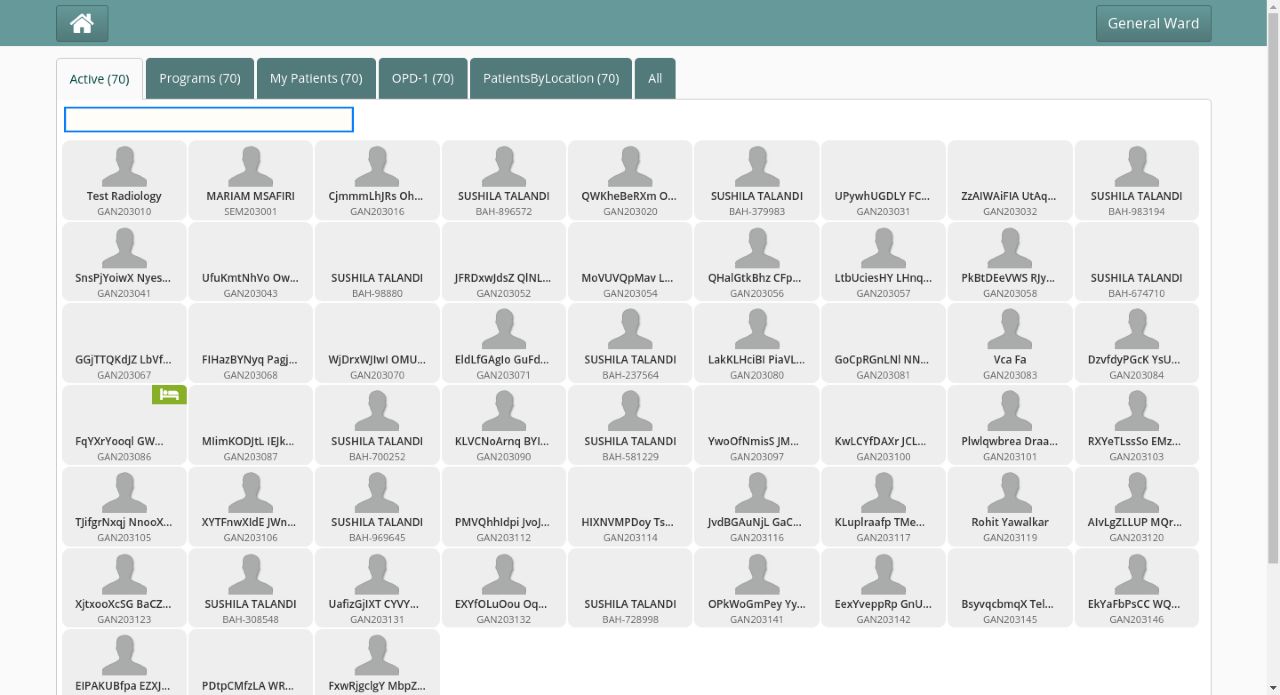 General Ward
Active (70)
Programs (70)
My Patients (70)
OPD-1 (70)
PatientsByLocation (70)
All
Test Radiology
GAN203010
MARIAM MSAFIRI
SEM203001
CjmmmLhJRs Oh...
GAN203016
SUSHILA TALANDI
BAH-896572
QWKheBeRXm O...
GAN203020
SUSHILA TALANDI
BAH-379983
UPywhUGDLY FC...
GAN203031
ZzAIWAiFIA UtAq...
GAN203032
SUSHILA TALANDI
BAH-983194
SnsPjYoiwX Nyes...
GAN203041
UfuKmtNhVo Ow...
GAN203043
SUSHILA TALANDI
BAH-98880
JFRDxwJdsZ QlNL...
GAN203052
MoVUVQpMav L...
GAN203054
QHalGtkBhz CFp...
GAN203056
LtbUciesHY LHnq...
GAN203057
PkBtDEeVWS RJy...
GAN203058
SUSHILA TALANDI
BAH-674710
GGjTTQKdJZ LbVf...
GAN203067
FIHazBYNyq Pagj...
GAN203068
WjDrxWJIwI OMU...
GAN203070
EldLfGAgIo GuFd...
GAN203071
SUSHILA TALANDI
BAH-237564
LakKLHciBI PiaVL...
GAN203080
GoCpRGnLNl NN...
GAN203081
Vca Fa
GAN203083
DzvfdyPGcK YsU...
GAN203084
FqYXrYooql GW...
GAN203086
MIimKODJtL IEJk...
GAN203087
SUSHILA TALANDI
BAH-700252
KLVCNoArnq BYI...
GAN203090
SUSHILA TALANDI
BAH-581229
YwoOfNmisS JM...
GAN203097
KwLCYfDAXr JCL...
GAN203100
Plwlqwbrea Draa...
GAN203101
RXYeTLssSo EMz...
GAN203103
TJifgrNxqj NnooX...
GAN203105
XYTFnwXIdE JWn...
GAN203106
SUSHILA TALANDI
BAH-969645
PMVQhhIdpi JvoJ...
GAN203112
HIXNVMPDoy Ts...
GAN203114
JvdBGAuNjL GaC...
GAN203116
KLuplraafp TMe...
GAN203117
Rohit Yawalkar
GAN203119
AIvLgZLLUP MQr...
GAN203120
XjtxooXcSG BaCZ...
GAN203123
SUSHILA TALANDI
BAH-308548
UafizGjIXT CYVY...
GAN203131
EXYfOLuOou Oq...
GAN203132
SUSHILA TALANDI
BAH-728998
OPkWoGmPey Yy...
GAN203141
EexYveppRp GnU...
GAN203142
BsyvqcbmqX Tel...
GAN203145
EkYaFbPsCC WQ...
GAN203146
EIPAKUBfpa EZXJ...
PDtpCMfzLA WR...
FxwRjgclgY MbpZ...